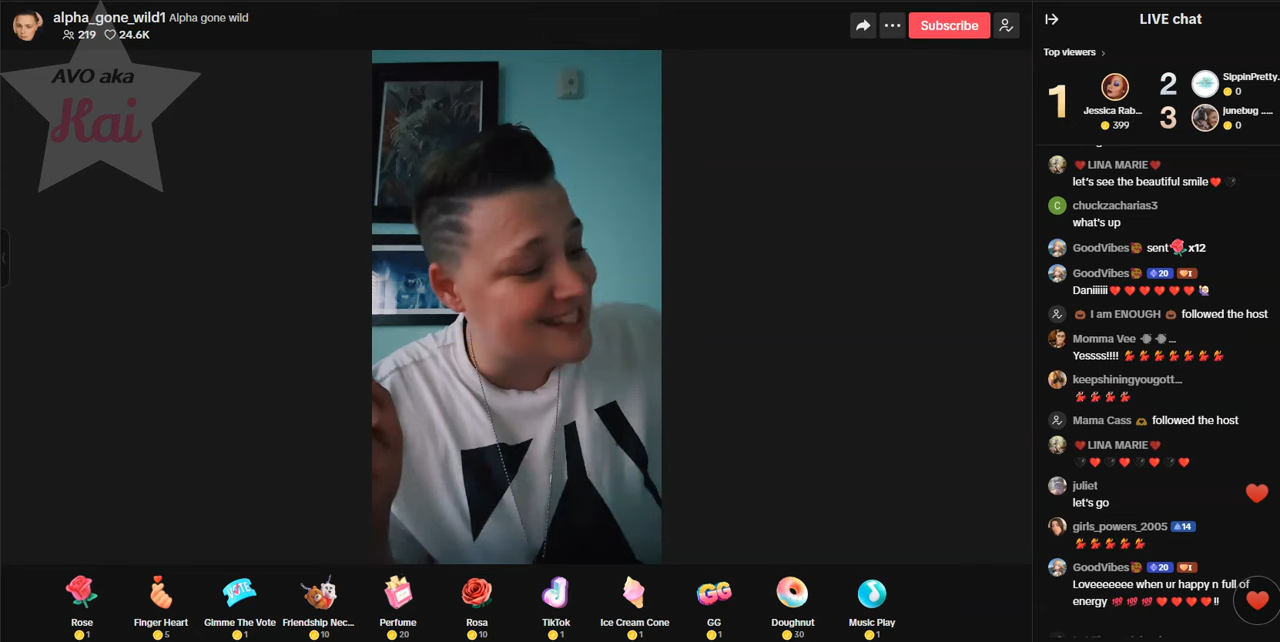 alpha_gone_wild1 Alpha gone wild
219 24.6K
Subscribe
AVO aka
Kai
LIVE chat
Top viewers ›
1 Jessica Rab... 399
2 SippinPretty. 0
3 junebug ..... 0
LINA MARIE
let's see the beautiful smile
C chuckzacharias3
what's up
GoodVibes sent x12
GoodVibes 20 I
Daniiiiii
I am ENOUGH followed the host
Momma Vee ...
Yessss!!!!
keepshiningyougott...
Mama Cass followed the host
LINA MARIE
juliet
let's go
girls_powers_2005 14
GoodVibes 20 I
Loveeeeeee when ur happy n full of
energy 💯 💯 💯 ❤️ ❤️ ❤️ ❤️ !!
Rose Finger Heart Gimme The Vote Friendship Nec... Perfume Rosa TikTok Ice Cream Cone GG Doughnut Music Play
1 5 1 10 20 10 1 1 1 30 1